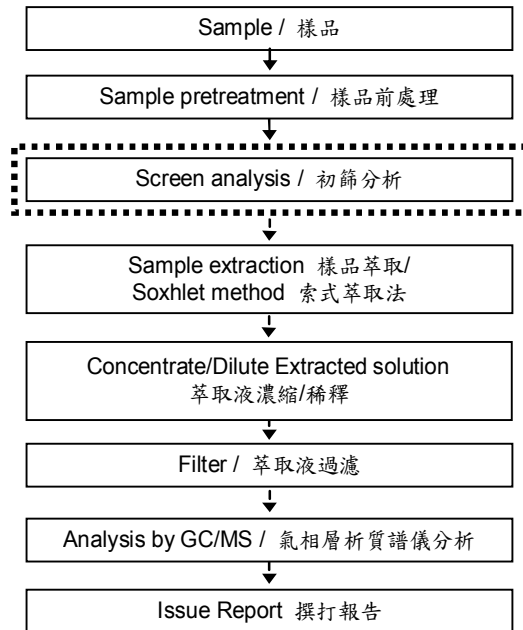 Sample / 樣品
Sample pretreatment / 樣品前處理
Screen analysis / 初篩分析
Sample extraction 樣品萃取/
Soxhlet method 索式萃取法
Concentrate/Dilute Extracted solution
萃取液濃縮/稀釋
Filter / 萃取液過濾
Analysis by GC/MS / 氣相層析質譜儀分析
Issue Report 撰打報告